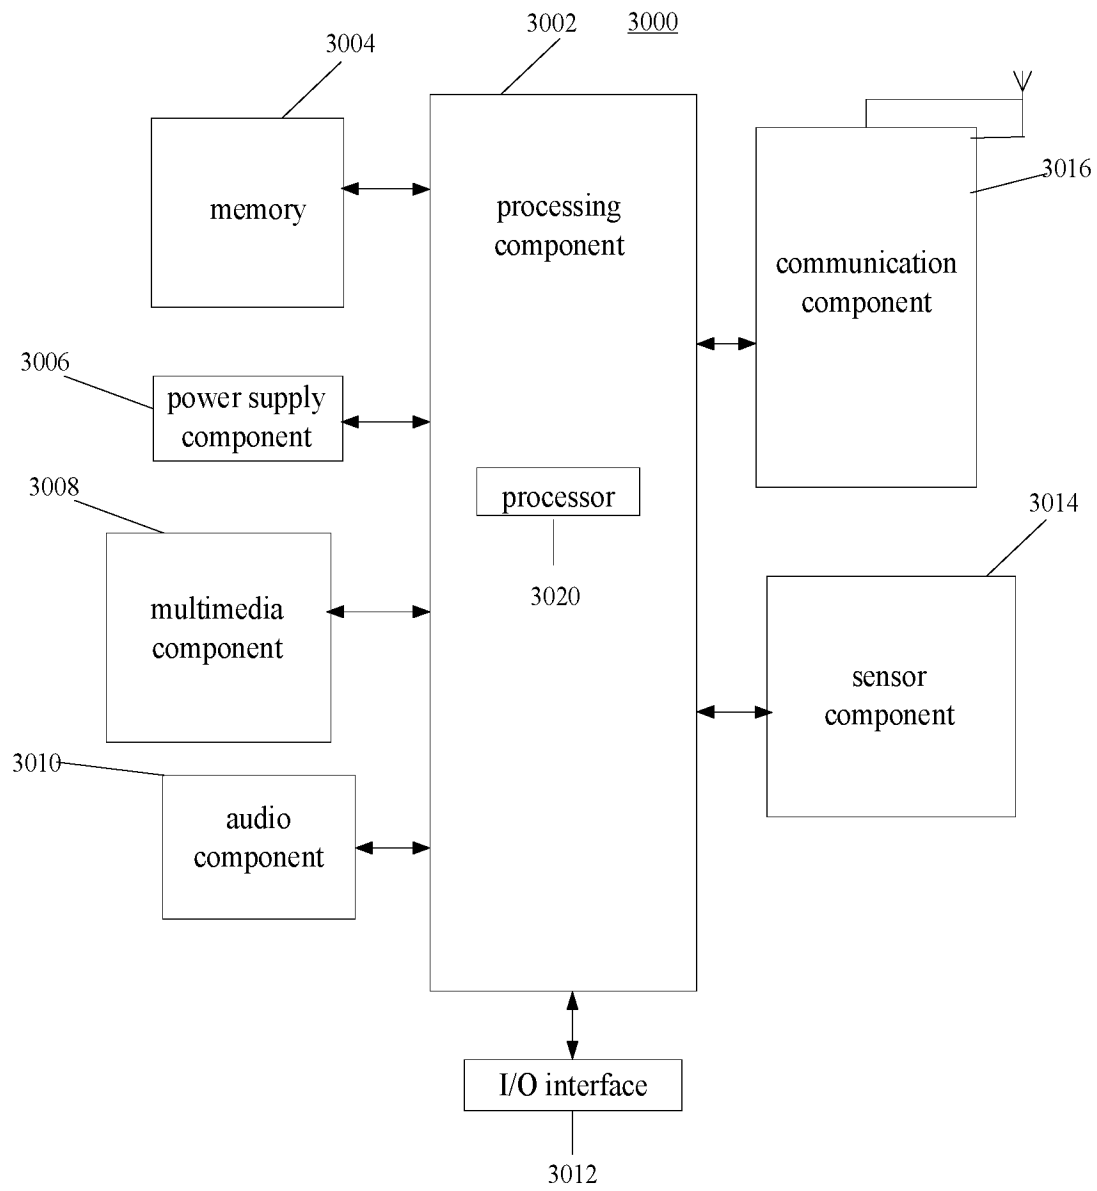 3002
3000
3004
memory
processing
component
3016
communication
component
3006
power supply
component
3008
processor
3014
3020
multimedia
component
sensor
component
3010
audio
component
I/O interface
3012